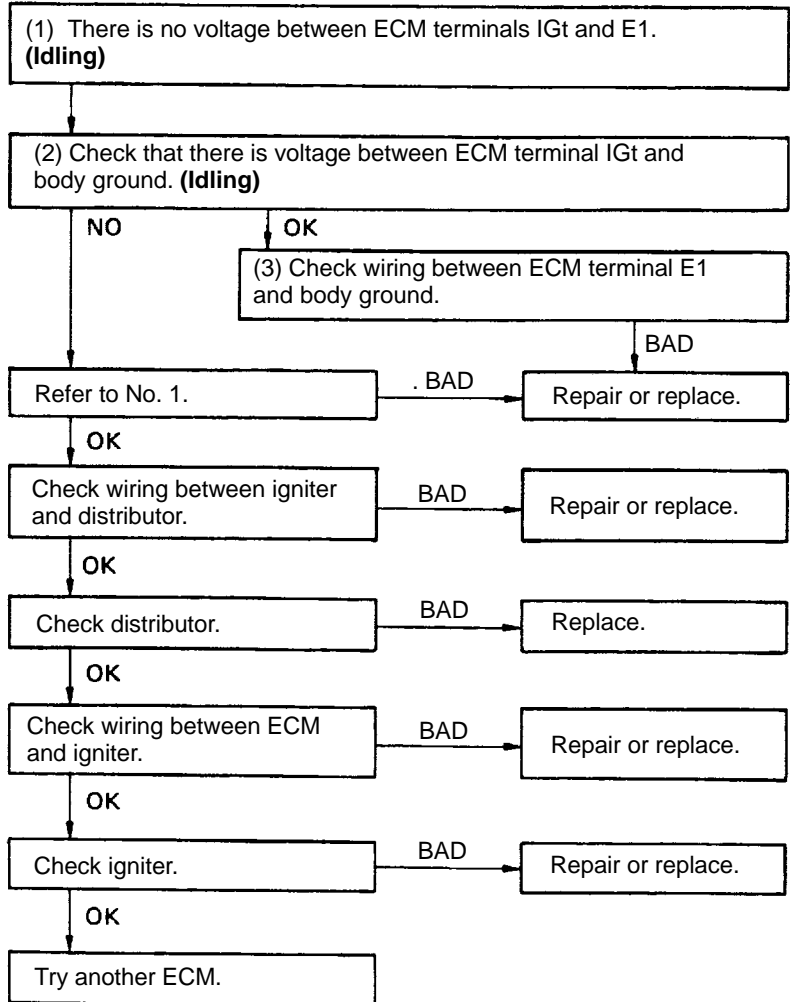 (1) There is no voltage between ECM terminals IGt and E1.
(Idling)
(2) Check that there is voltage between ECM terminal IGt and
body ground. (Idling)
NO
OK
(3) Check wiring between ECM terminal E1
and body ground.
BAD
Refer to No. 1.
. BAD
Repair or replace.
OK
Check wiring between igniter
and distributor.
BAD
Repair or replace.
OK
Check distributor.
BAD
Replace.
OK
Check wiring between ECM
and igniter.
BAD
Repair or replace.
OK
Check igniter.
BAD
Repair or replace.
OK
Try another ECM.